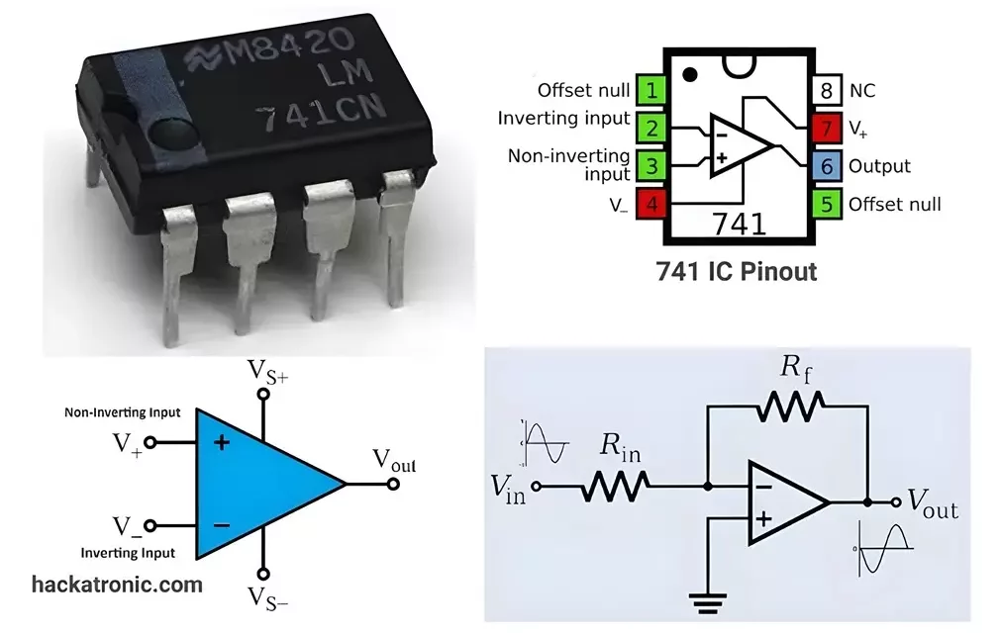 M8420
LM
741CN
Offset null 1
Inverting input 2
Non-inverting
input 3
V_ 4
8 NC
7 V+
6 Output
5 Offset null
-
+
741
741 IC Pinout
VS+
Non-Inverting Input
V+
+
Vout
V_
-
Inverting Input
VS−
hackatronic.com
Rf
Rin
Vin
-
+
Vout